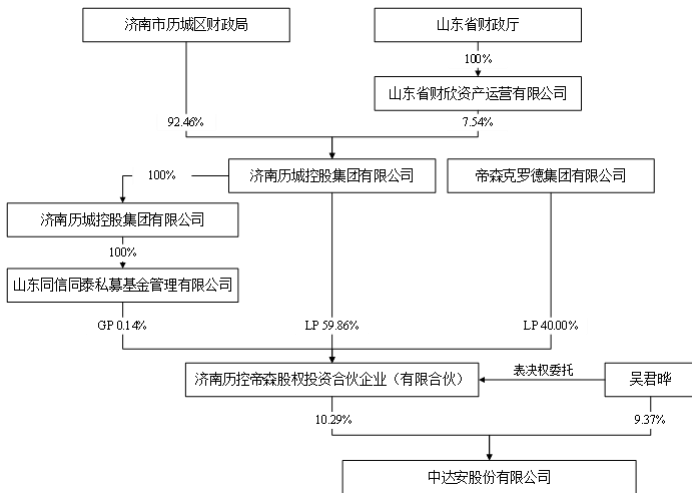 济南市历城区财政局
山东省财政厅
100%
山东省财欣资产运营有限公司
92.46%
7.54%
100%
济南历城控股集团有限公司
帝森克罗德集团有限公司
济南历城控股集团有限公司
100%
山东同信同泰私募基金管理有限公司
GP 0.14%
LP 59.86%
LP 40.00%
济南历控帝森股权投资合伙企业（有限合伙）
表决权委托
吴君晔
10.29%
9.37%
中达安股份有限公司